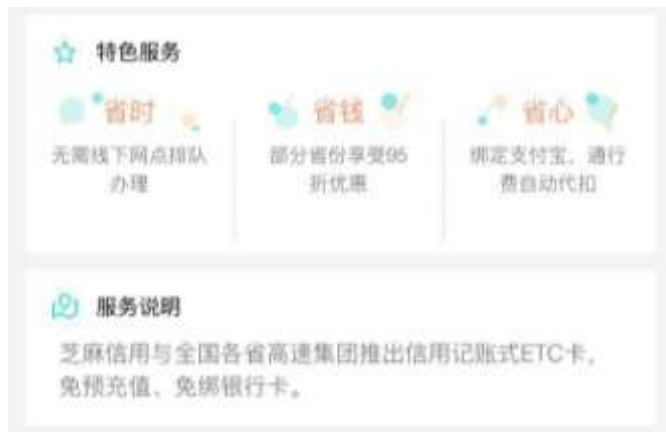 特色服务
省时
省钱
省心
无需线下网点排队
办理
部分省份享受95
折优惠
绑定支付宝，通行
费自动代扣
服务说明
芝麻信用与全国各省高速集团推出信用记账式ETC卡，
免预充值、免绑银行卡。